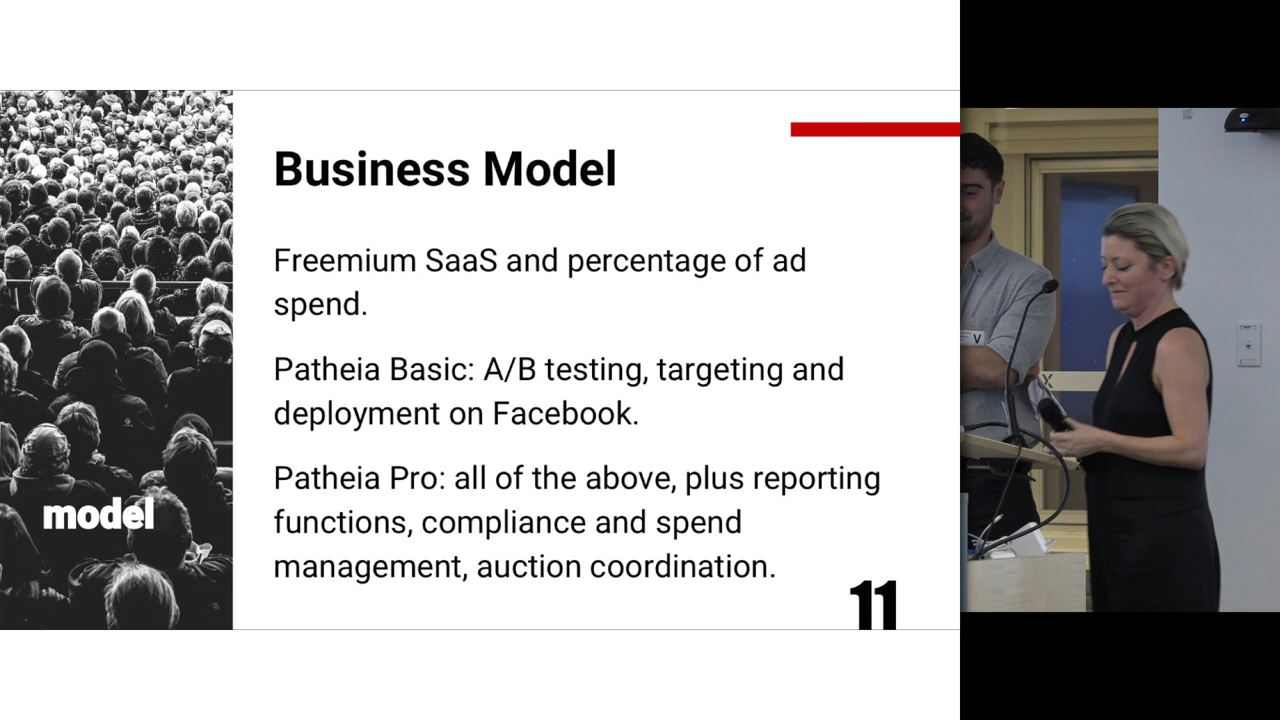 Business Model
Freemium SaaS and percentage of ad
spend.
Patheia Basic: A/B testing, targeting and
deployment on Facebook.
Patheia Pro: all of the above, plus reporting
functions, compliance and spend
management, auction coordination.
model
11
V
X